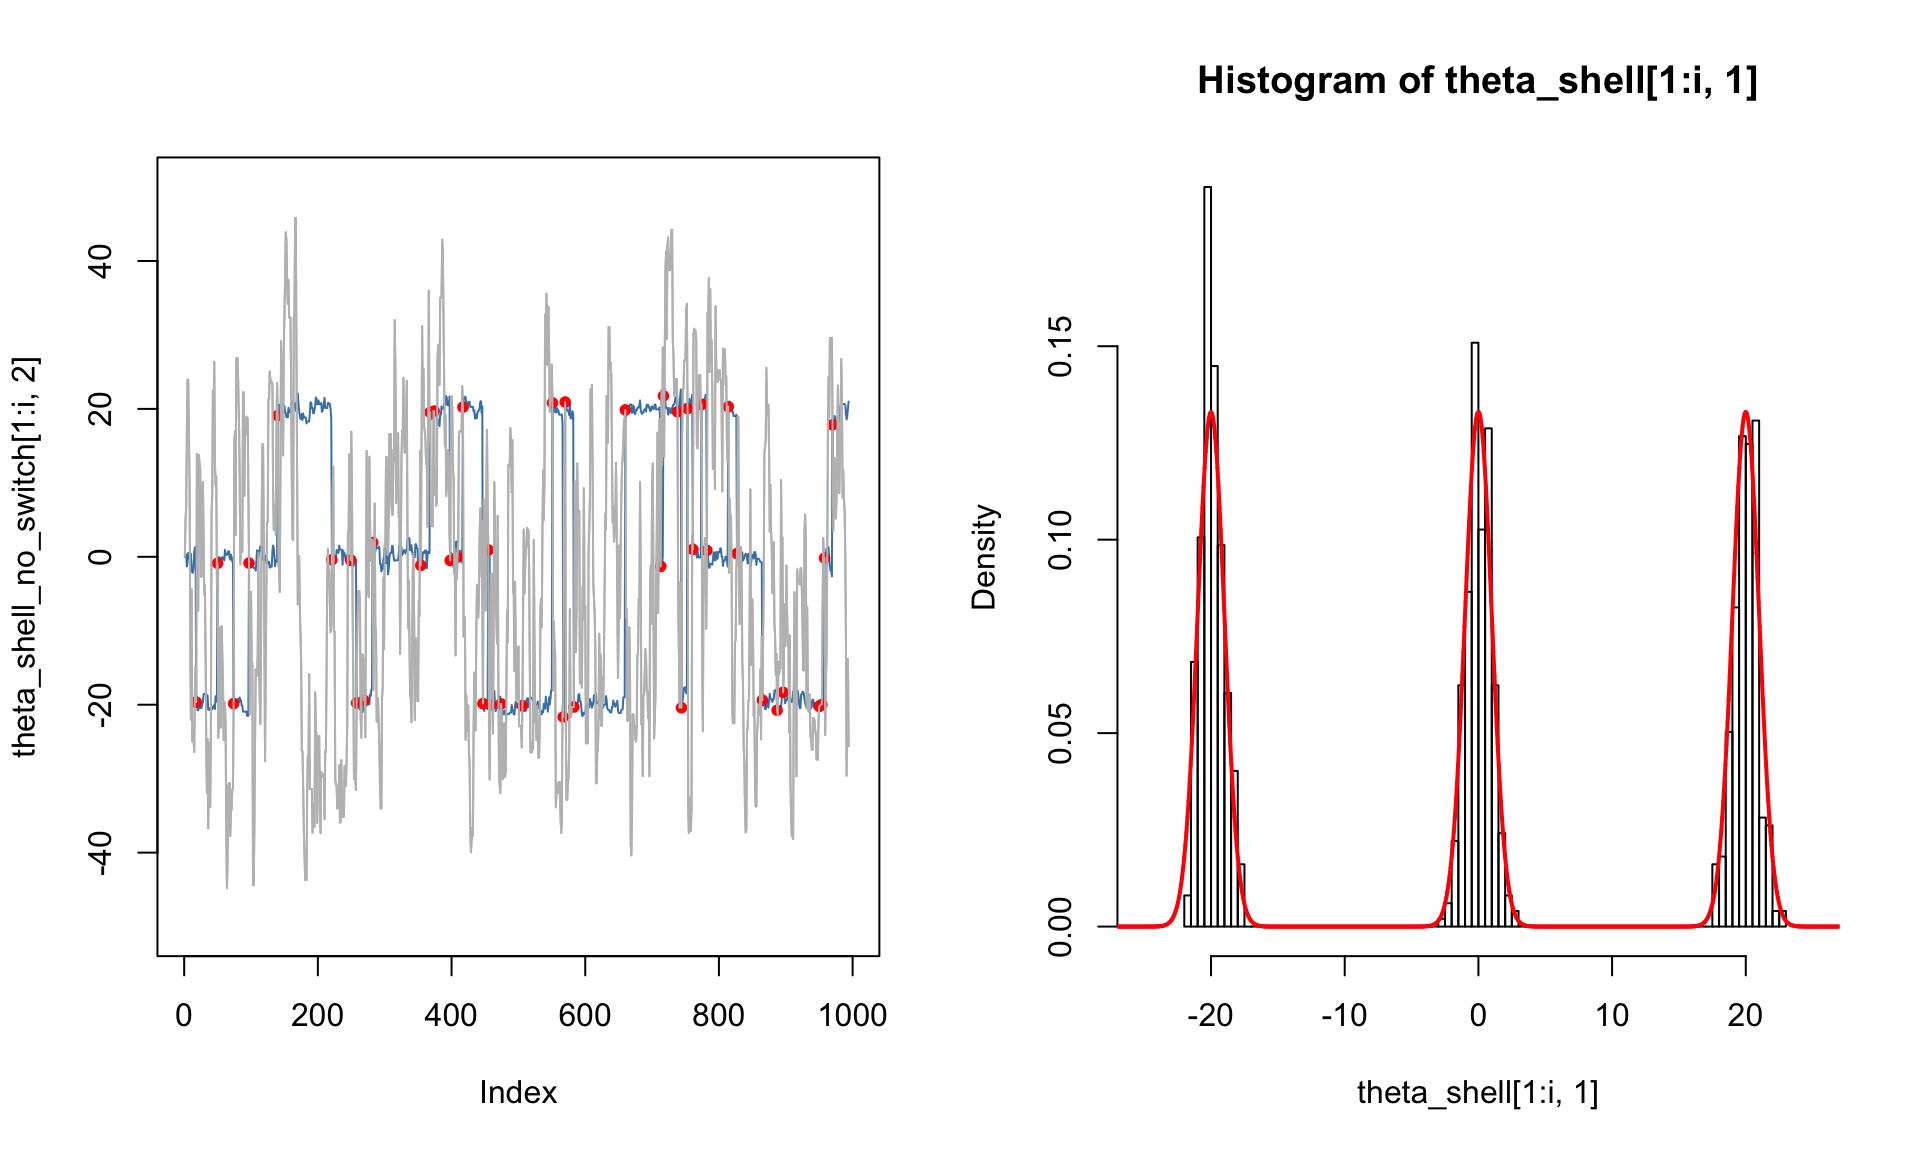 theta_shell_no_switch[1:i, 2]
40
20
0
-20
-40
0 200 400 600 800 1000
Index
Histogram of theta_shell[1:i, 1]
Density
0.15
0.10
0.05
0.00
-20 -10 0 10 20
theta_shell[1:i, 1]